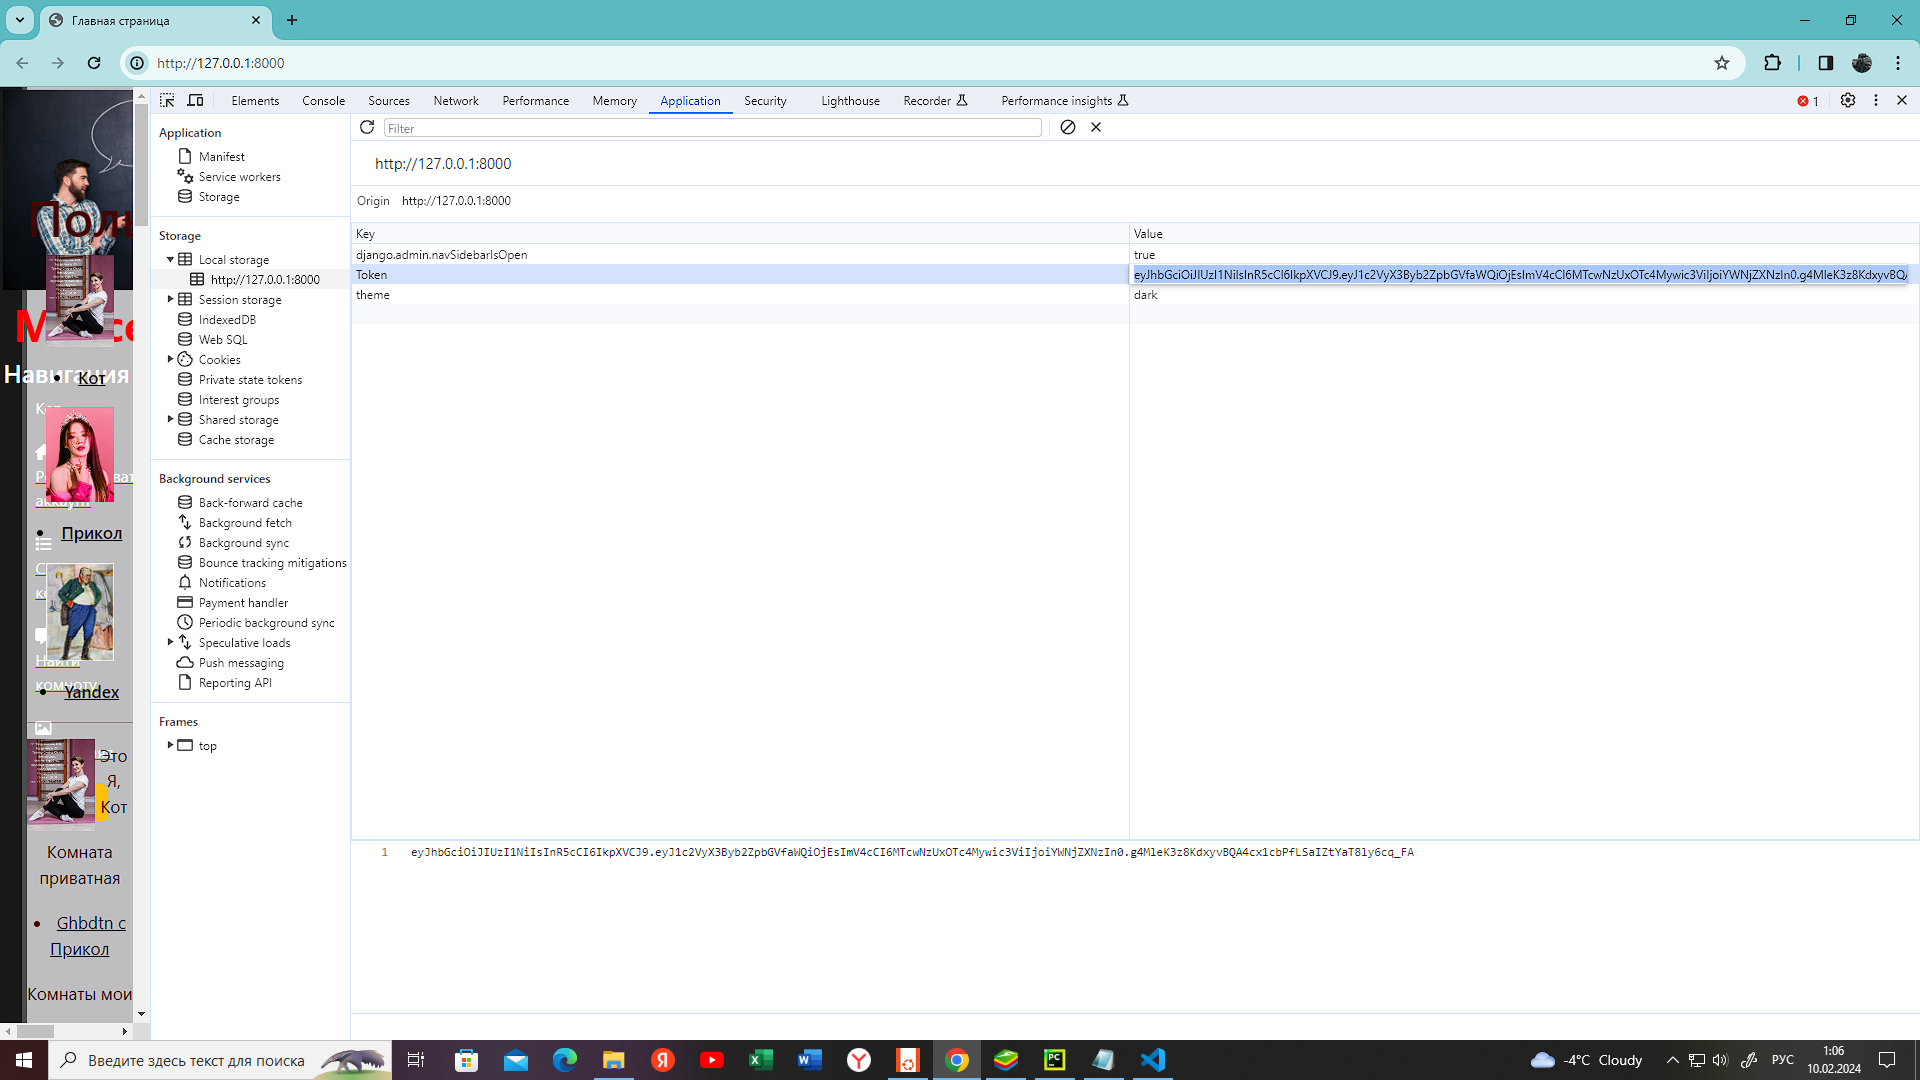 Главная страница
http://127.0.0.1:8000
Elements Console Sources Network Performance Memory Application Security Lighthouse Recorder Performance insights 1
Application
Manifest
Service workers
Storage
Storage
Local storage
http://127.0.0.1:8000
Session storage
IndexedDB
Web SQL
Cookies
Private state tokens
Interest groups
Shared storage
Cache storage
Background services
Back-forward cache
Background fetch
Background sync
Bounce tracking mitigations
Notifications
Payment handler
Periodic background sync
Speculative loads
Push messaging
Reporting API
Frames
top
Filter
http://127.0.0.1:8000
Origin http://127.0.0.1:8000
Key Value
django.admin.navSidebarIsOpen true
Token eyJhbGciOiJIUzI1NiIsInR5cCI6IkpXVCJ9.eyJ1c2VyX3Byb2ZpbGVfaWQiOjEsImV4cCI6MTcwNzUxOTc4Mywic3ViIjoiYWNjZXNzIn0.g4MleK3z8KdxyvBQA
theme dark
1 eyJhbGciOiJIUzI1NiIsInR5cCI6IkpXVCJ9.eyJ1c2VyX3Byb2ZpbGVfaWQiOjEsImV4cCI6MTcwNzUxOTc4Mywic3ViIjoiYWNjZXNzIn0.g4MleK3z8KdxyvBQA4cx1cbPfLSaIZtYaT8ly6cq_FA
Поль
Навигация
Кот
Прикол
Найти
комнату
Yandex
Это
Я,
Кот
Комната
приватная
Ghbdtn с
Прикол
Комнаты мои
Введите здесь текст для поиска
-4°C Cloudy
РУС
1:06
10.02.2024